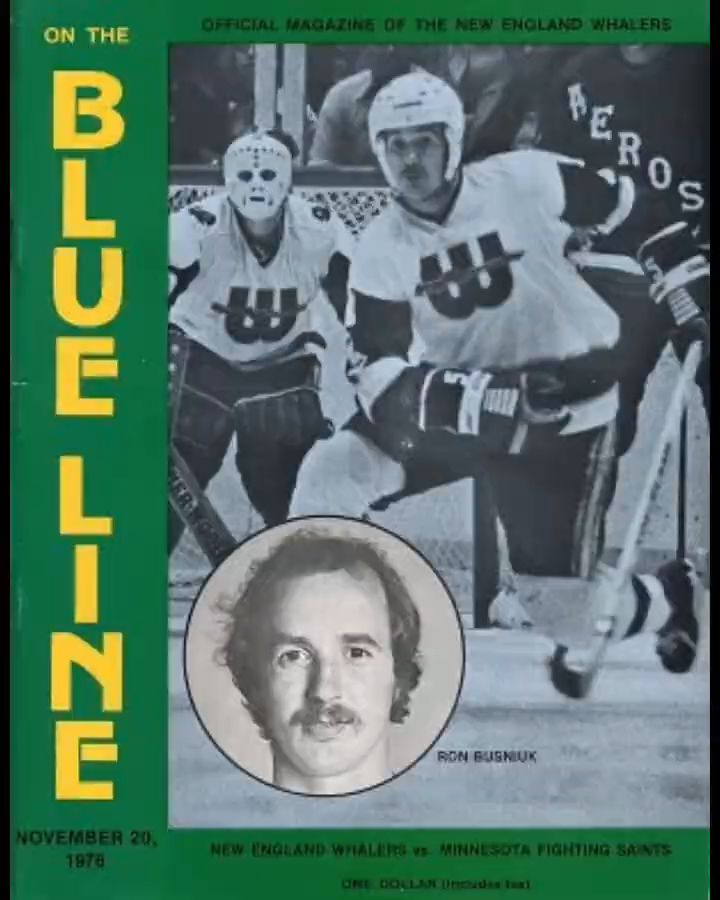 ON THE
BLUE LINE
OFFICIAL MAGAZINE OF THE NEW ENGLAND WHALERS
AEROS
RON BUSNIUK
NOVEMBER 20,
1976
NEW ENGLAND WHALERS vs. MINNESOTA FIGHTING SAINTS
ONE DOLLAR (includes tax)